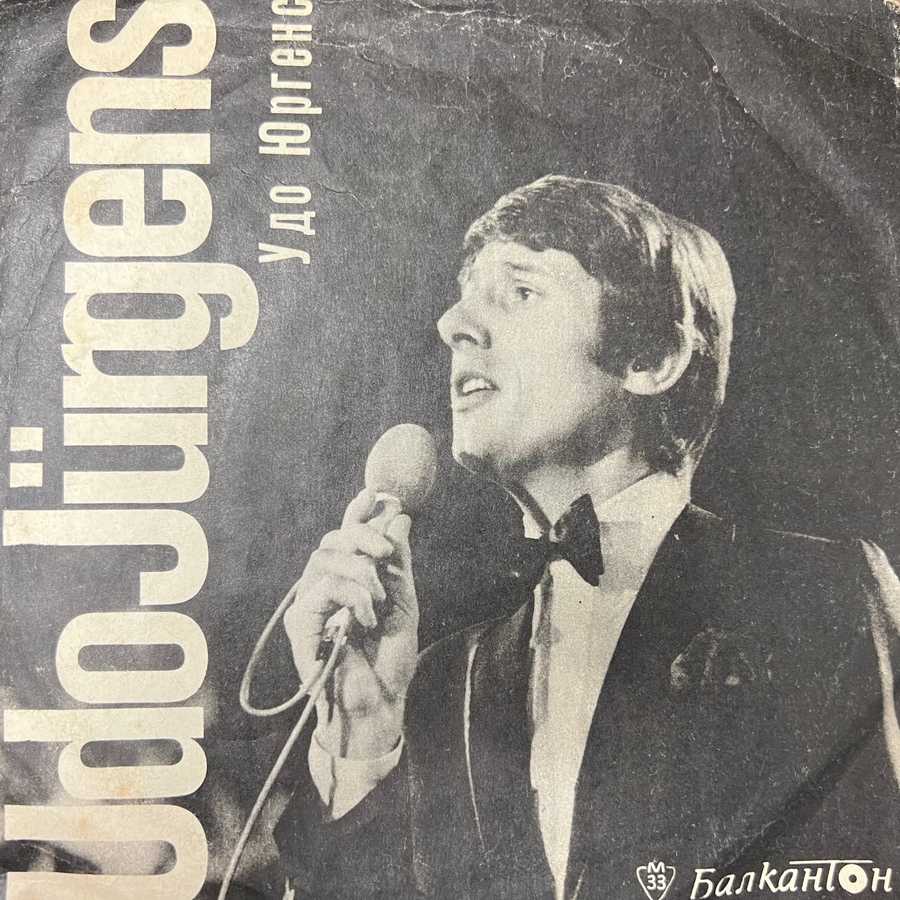 Udo Jürgens
Удо Юргенс
М
33
Балкантон